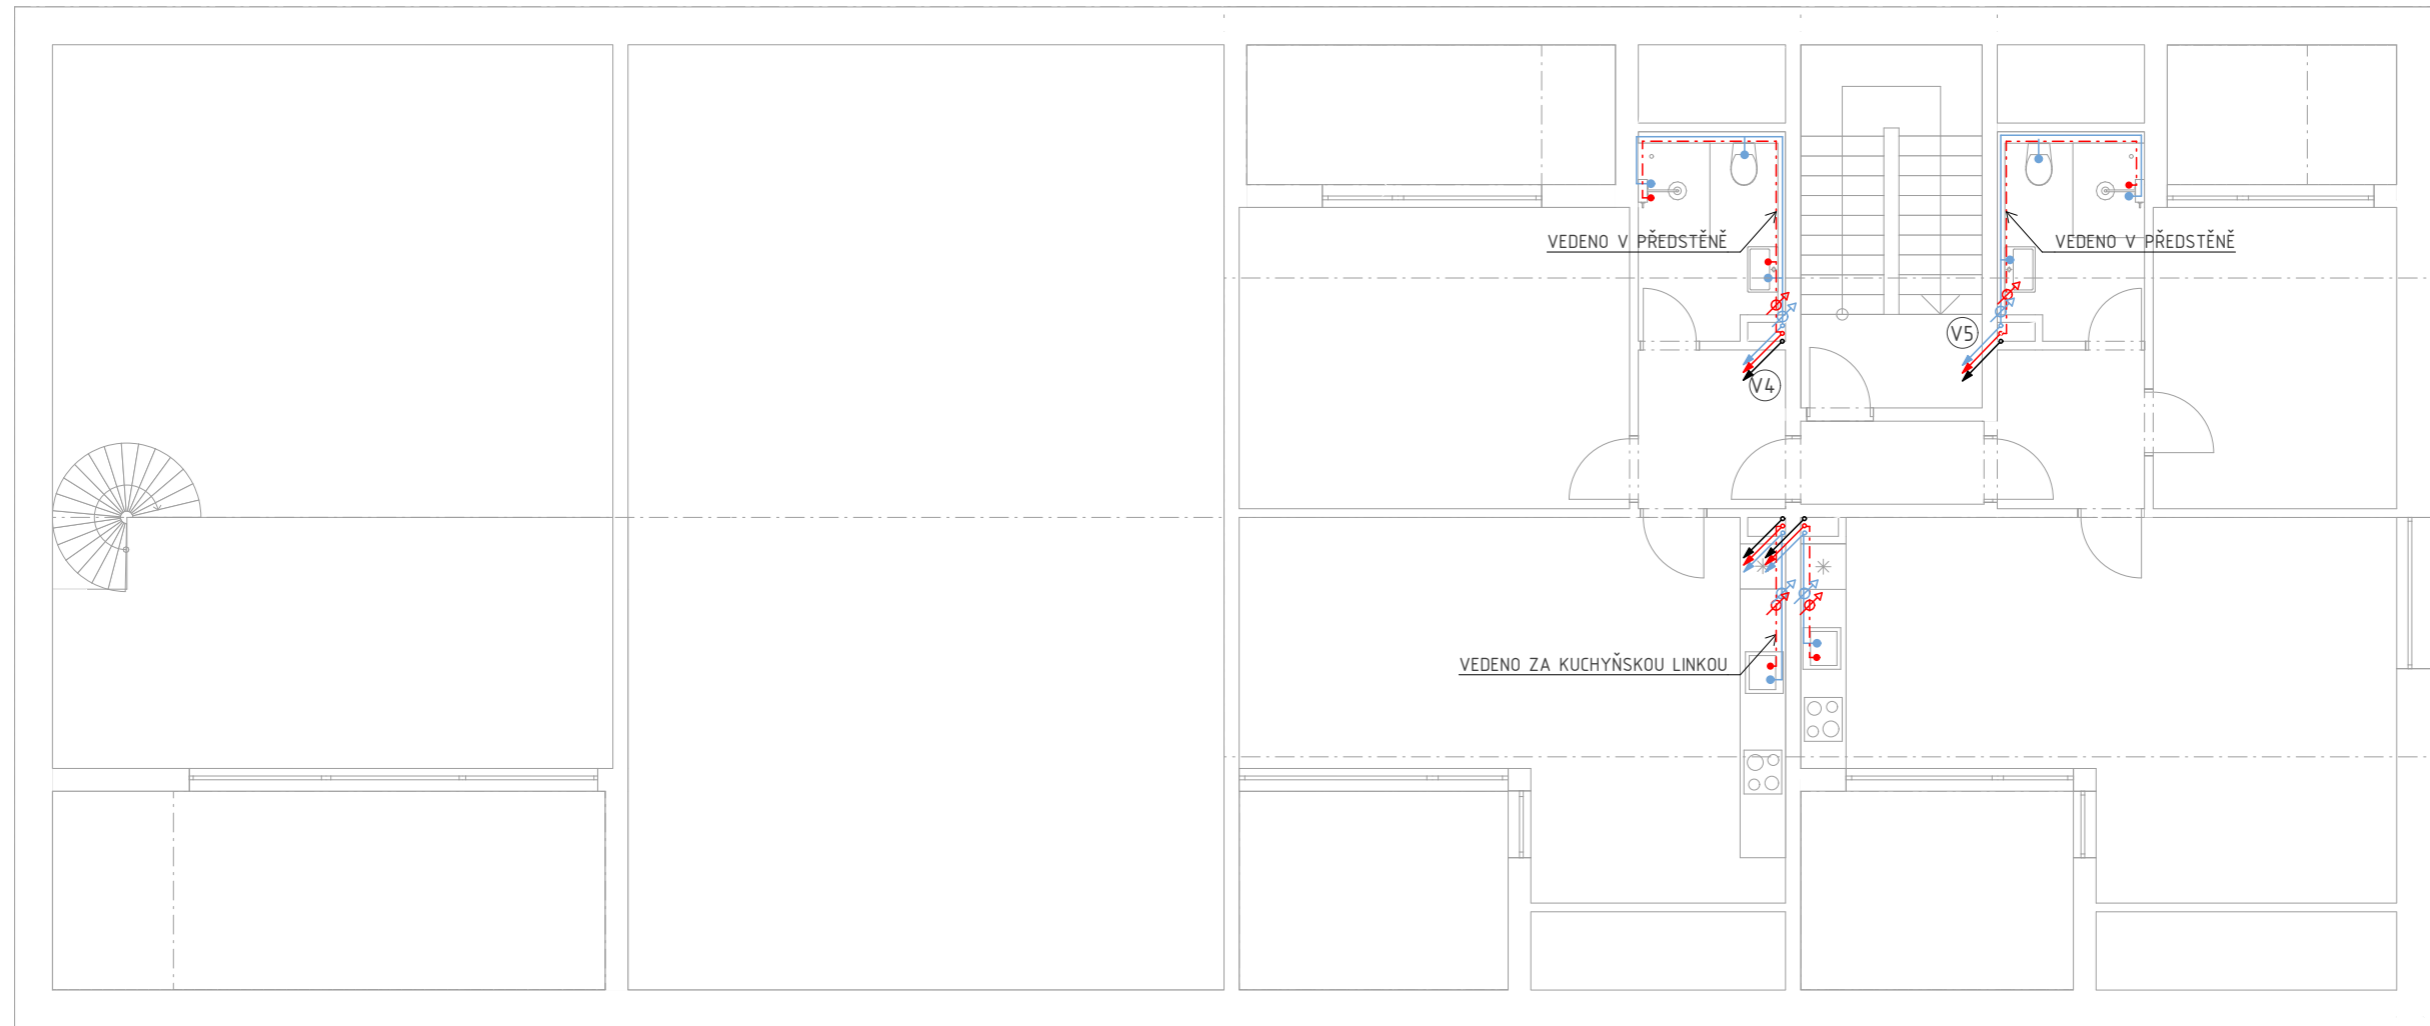 VEDENO V PŘEDSTĚNĚ
VEDENO V PŘEDSTĚNĚ
V5
V4
VEDENO ZA KUCHYŇSKOU LINKOU